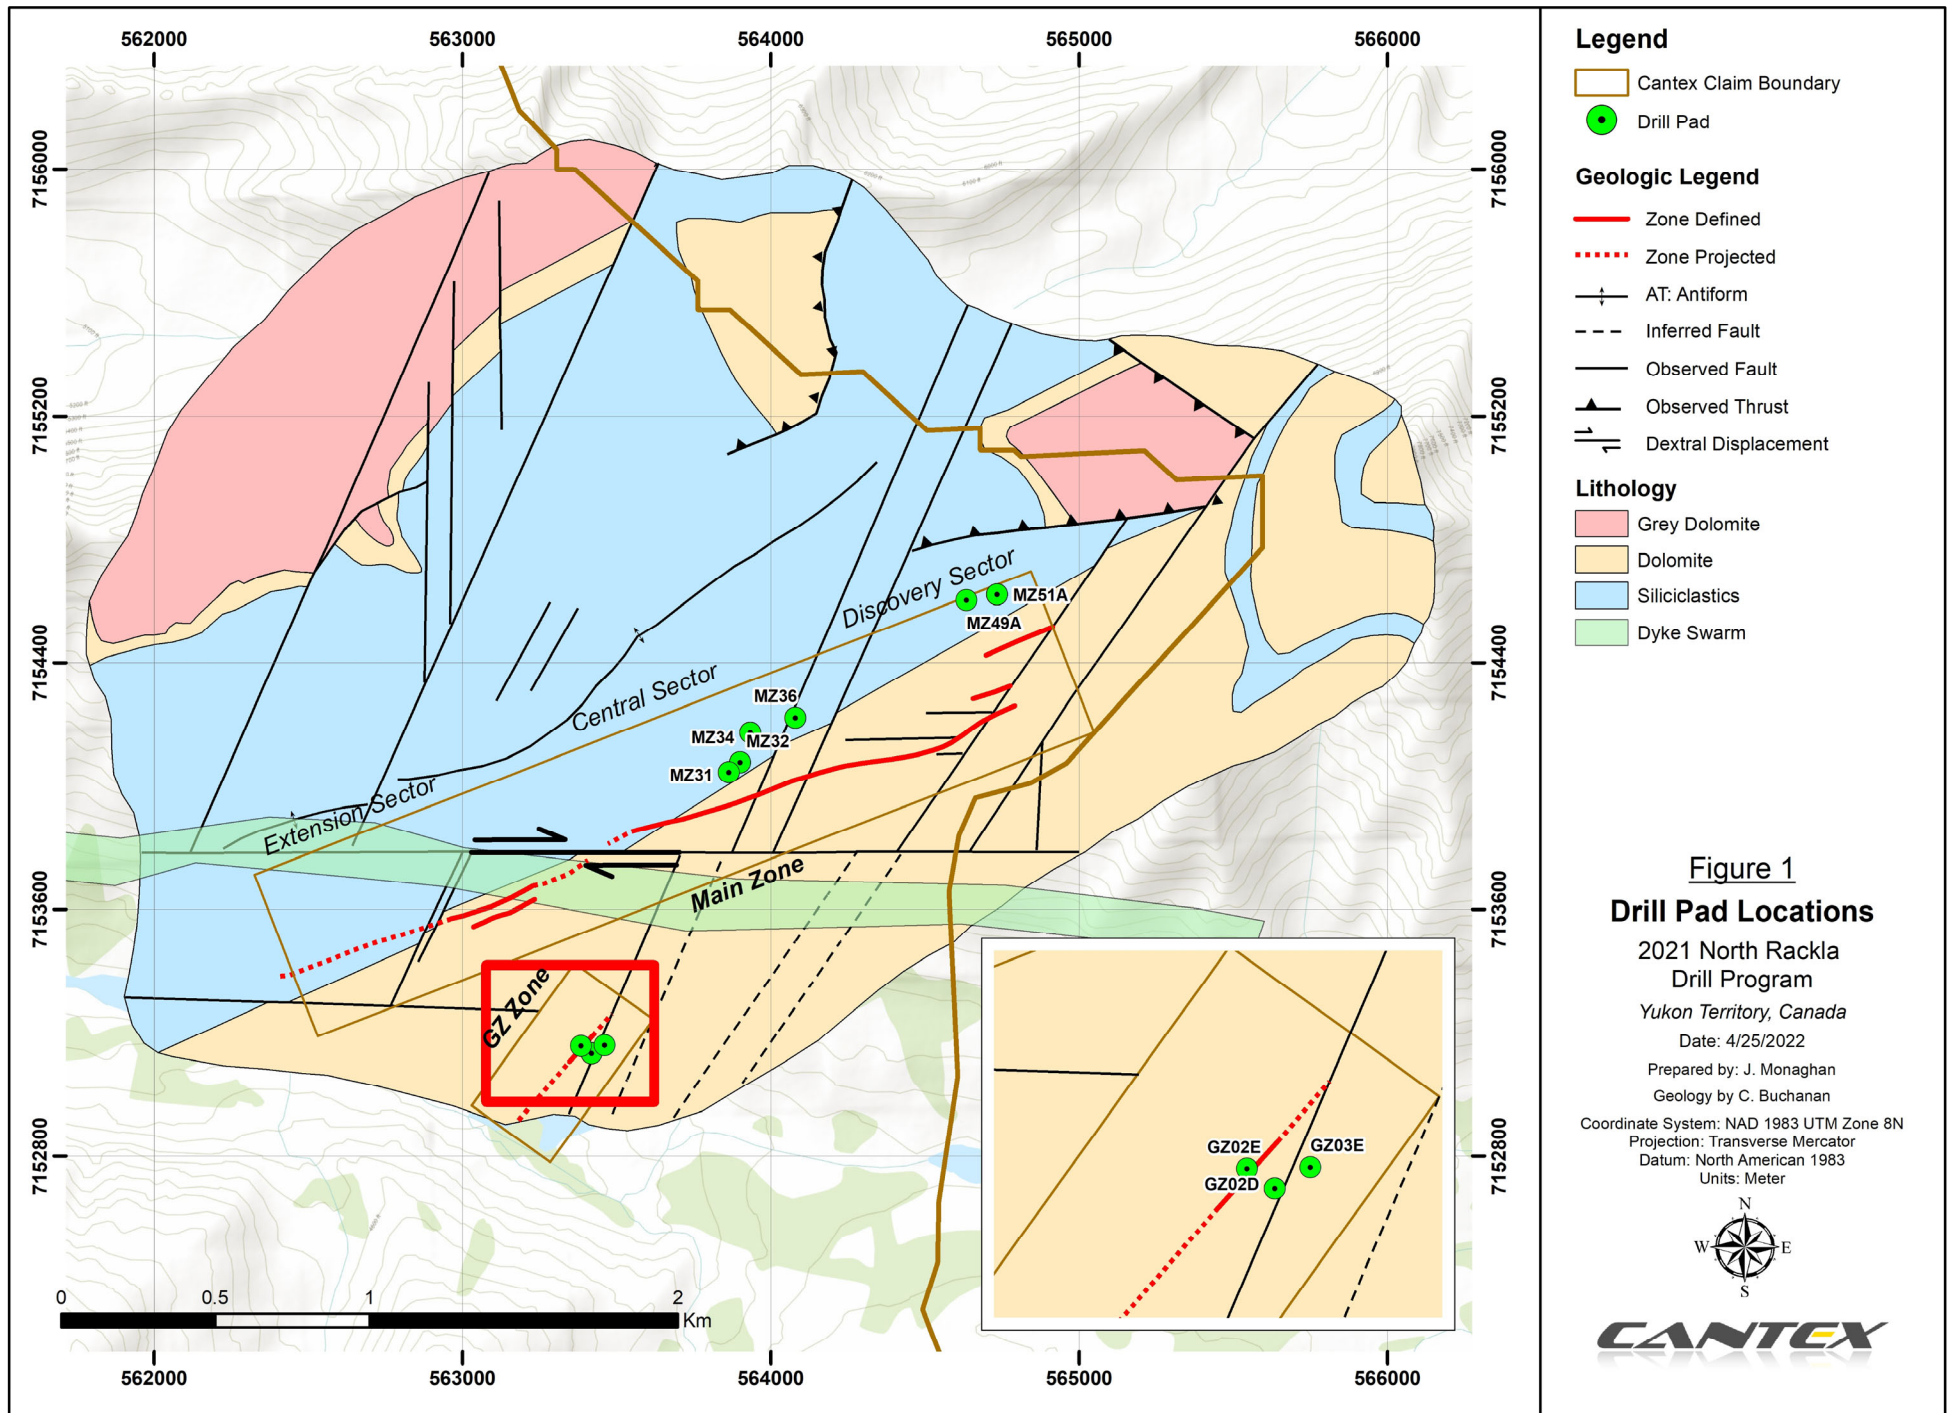 562000
563000
564000
565000
566000
7156000
7156000
7155200
7155200
7154400
7154400
7153600
7153600
7152800
7152800
Discovery Sector
MZ51A
MZ49A
Central Sector
MZ36
MZ34
MZ32
MZ31
Extension Sector
Main Zone
GZ Zone
GZ02E
GZ03E
GZ02D
0
0.5
1
2
Km
562000
563000
564000
565000
566000
Legend
Cantex Claim Boundary
Drill Pad
Geologic Legend
Zone Defined
Zone Projected
AT: Antiform
Inferred Fault
Observed Fault
Observed Thrust
Dextral Displacement
Lithology
Grey Dolomite
Dolomite
Siliciclastics
Dyke Swarm
Figure 1
Drill Pad Locations
2021 North Rackla
Drill Program
Yukon Territory, Canada
Date: 4/25/2022
Prepared by: J. Monaghan
Geology by C. Buchanan
Coordinate System: NAD 1983 UTM Zone 8N
Projection: Transverse Mercator
Datum: North American 1983
Units: Meter
N
W
E
S
CANTEX